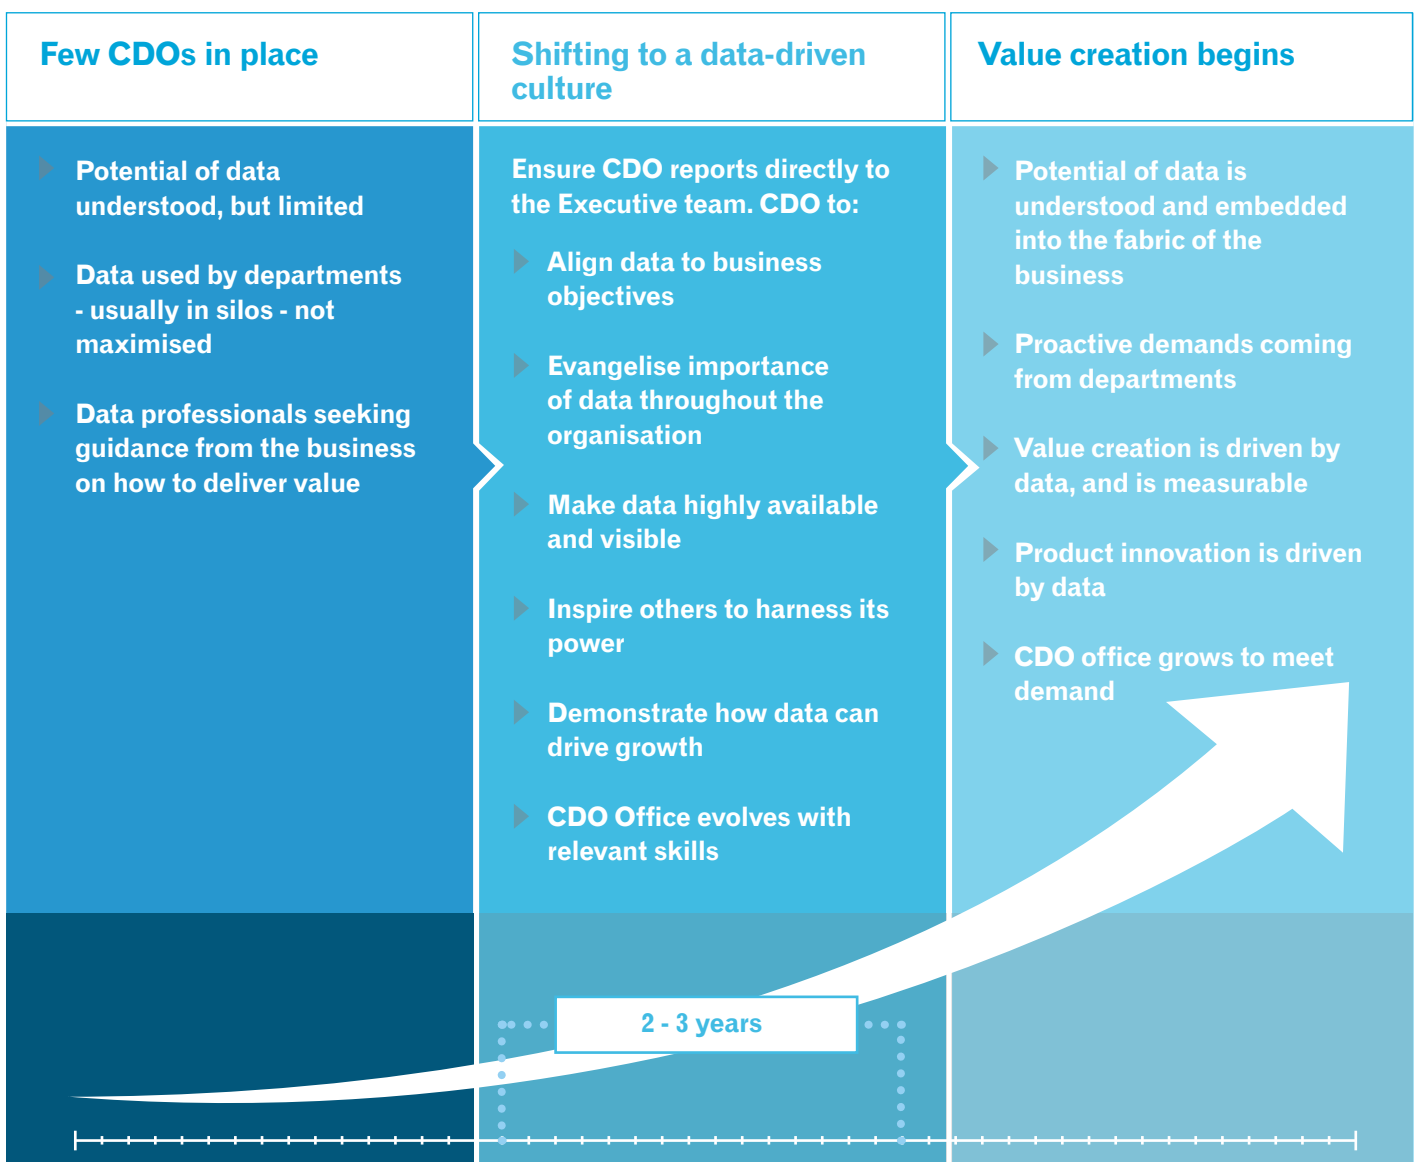 Few CDOs in place
Potential of data
understood, but limited
Data used by departments
- usually in silos - not
maximised
Data professionals seeking
guidance from the business
on how to deliver value
Shifting to a data-driven
culture
Ensure CDO reports directly to
the Executive team. CDO to:
Align data to business
objectives
Evangelise importance
of data throughout the
organisation
Make data highly available
and visible
Inspire others to harness its
power
Demonstrate how data can
drive growth
CDO Office evolves with
relevant skills
Value creation begins
Potential of data is
understood and embedded
into the fabric of the
business
Proactive demands coming
from departments
Value creation is driven by
data, and is measurable
Product innovation is driven
by data
CDO office grows to meet
demand
2 - 3 years